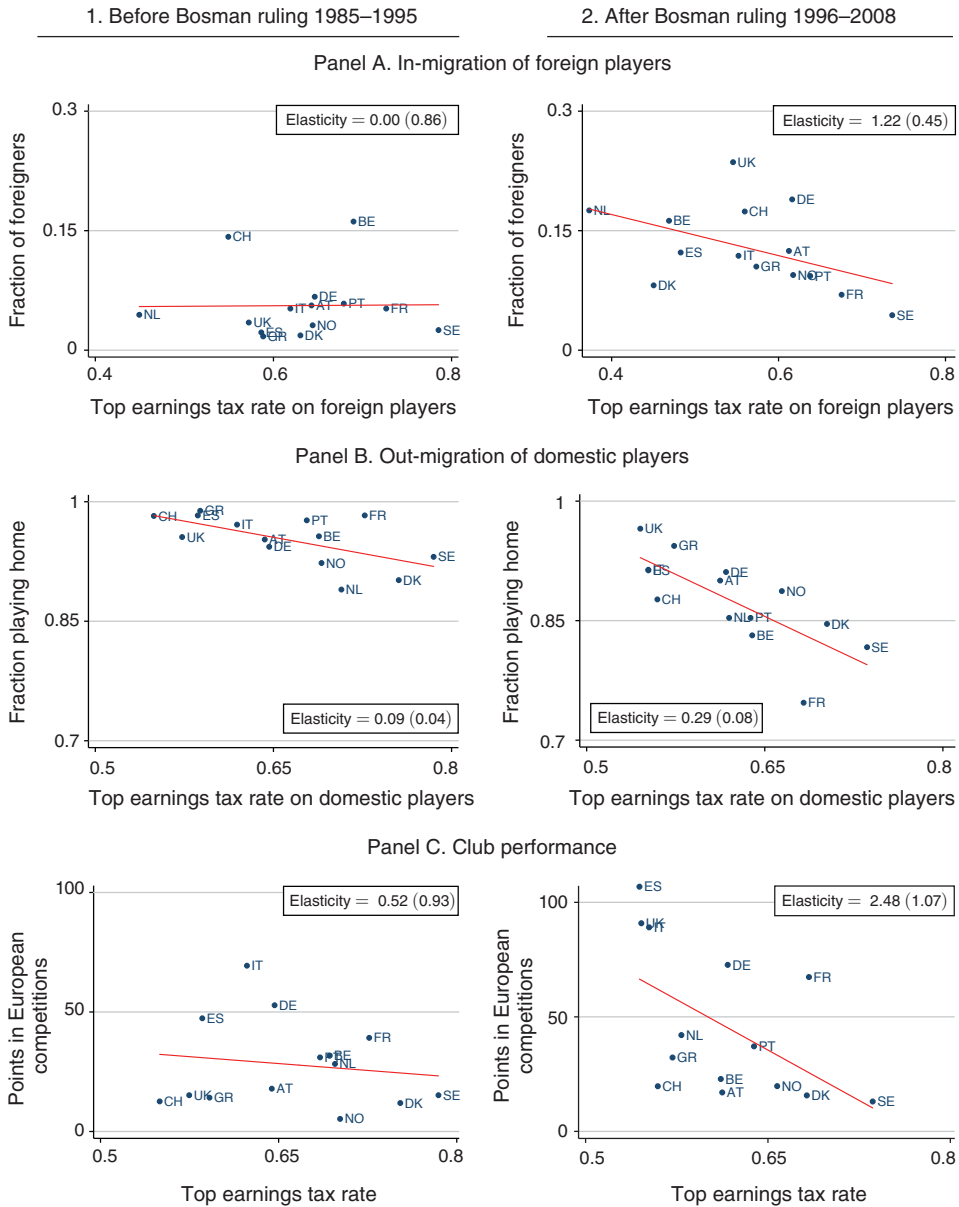 1. Before Bosman ruling 1985–1995
2. After Bosman ruling 1996–2008
Panel A. In-migration of foreign players
Fraction of foreigners
0.3
0.15
0
Elasticity = 0.00 (0.86)
BE
CH
DE
IT
AT
PT
FR
NL
UK
ES
GR
NO
DK
SE
0.4
0.6
0.8
Top earnings tax rate on foreign players
Fraction of foreigners
0.3
0.15
0
Elasticity = 1.22 (0.45)
UK
NL
DE
CH
BE
ES
IT
AT
GR
DK
NO
PT
FR
SE
0.4
0.6
0.8
Top earnings tax rate on foreign players
Panel B. Out-migration of domestic players
Fraction playing home
1
0.85
0.7
CH
GR
ES
IT
PT
FR
UK
AT
DE
BE
NO
SE
DK
NL
Elasticity = 0.09 (0.04)
0.5
0.65
0.8
Top earnings tax rate on domestic players
Fraction playing home
1
0.85
0.7
UK
GR
ES
DE
AT
CH
NO
NL
PT
DK
BE
SE
FR
Elasticity = 0.29 (0.08)
0.5
0.65
0.8
Top earnings tax rate on domestic players
Panel C. Club performance
Points in European
competitions
100
50
0
Elasticity = 0.52 (0.93)
IT
DE
ES
FR
PT
BE
NL
AT
UK
GR
CH
NO
DK
SE
0.5
0.65
0.8
Top earnings tax rate
Points in European
competitions
100
50
0
Elasticity = 2.48 (1.07)
ES
UK
IT
DE
FR
NL
PT
GR
CH
BE
AT
NO
DK
SE
0.5
0.65
0.8
Top earnings tax rate